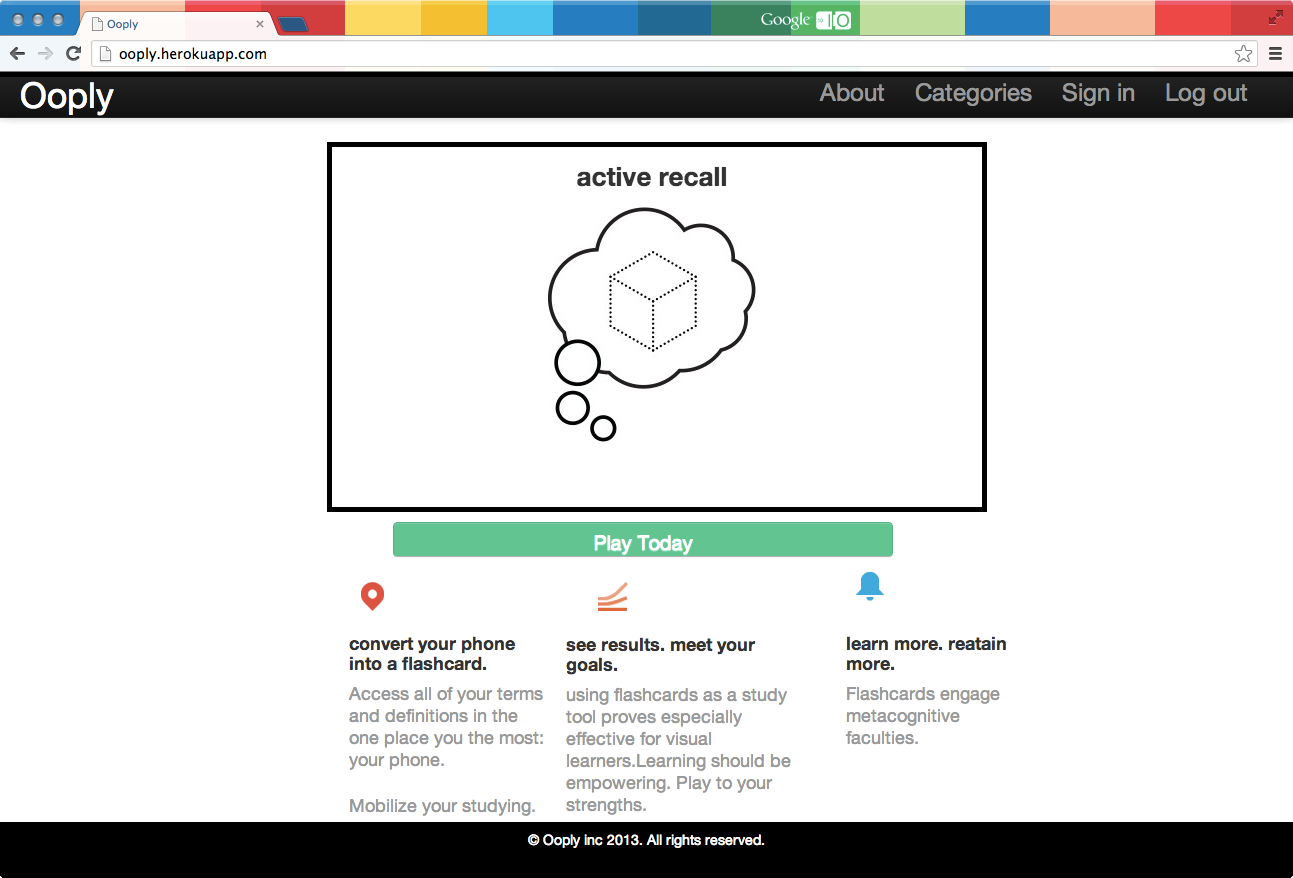 Ooply
Google I/O
ooply.herokuapp.com
Ooply About Categories Sign in Log out
active recall
Play Today
convert your phone
into a flashcard.
Access all of your terms
and definitions in the
one place you the most:
your phone.
Mobilize your studying.
see results. meet your
goals.
using flashcards as a study
tool proves especially
effective for visual
learners.Learning should be
empowering. Play to your
strengths.
learn more. reatain
more.
Flashcards engage
metacognitive
faculties.
© Ooply inc 2013. All rights reserved.